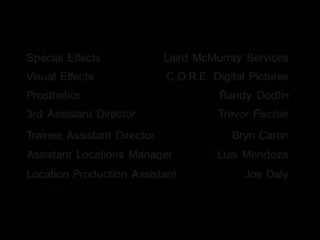 Special Effects Laird McMurray Services
Visual Effects C.O.R.E. Digital Pictures
Prosthetics Randy Dodlin
3rd Assistant Director Trevor Fischer
Trainee Assistant Director Bryn Caron
Assistant Locations Manager Luis Mendoza
Location Production Assistant Joe Daly